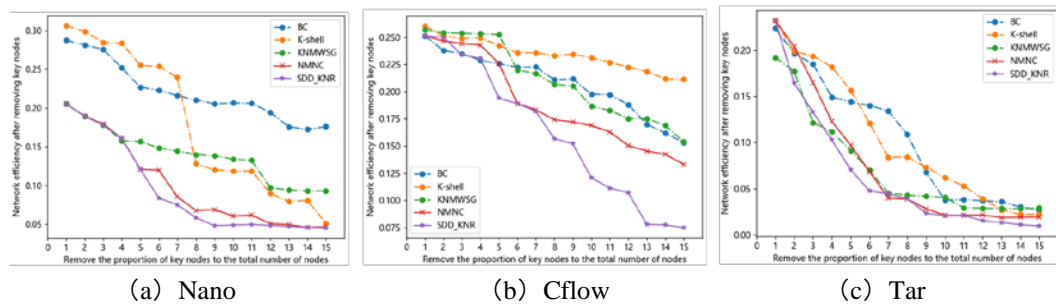 Network efficiency after removing key nodes
0.30
0.25
0.20
0.15
0.10
0.05
BC
K-shell
KNMWSG
NMNC
SDD_KNR
1 2 3 4 5 6 7 8 9 10 11 12 13 14 15
Remove the proportion of key nodes to the total number of nodes
(a) Nano
Network efficiency after removing key nodes
0.250
0.225
0.200
0.175
0.150
0.125
0.100
0.075
BC
K-shell
KNMWSG
NMNC
SDD_KNR
1 2 3 4 5 6 7 8 9 10 11 12 13 14 15
Remove the proportion of key nodes to the total number of nodes
(b) Cflow
Network efficiency after removing key nodes
0.20
0.15
0.10
0.05
0.00
BC
K-shell
KNMWSG
NMNC
SDD_KNR
1 2 3 4 5 6 7 8 9 10 11 12 13 14 15
Remove the proportion of key nodes to the total number of nodes
(c) Tar